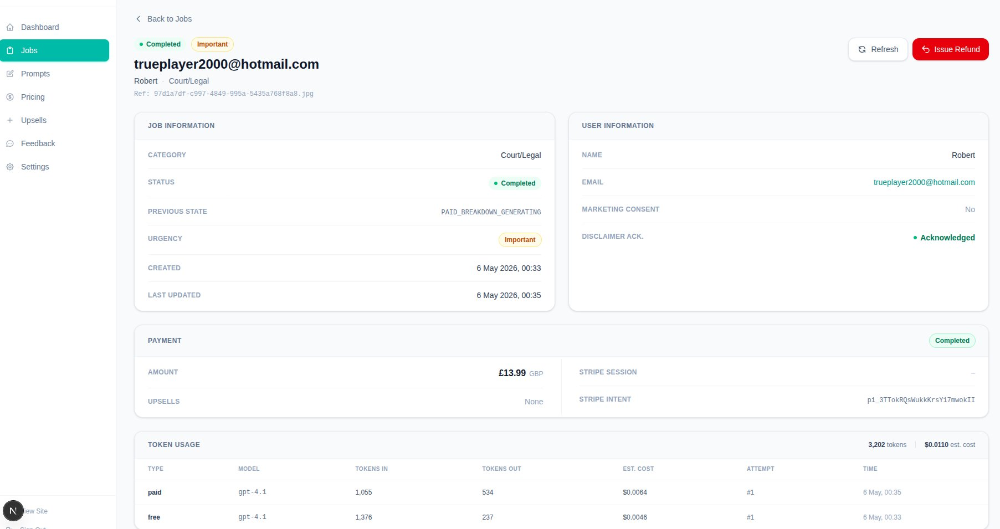 Dashboard
Jobs
Prompts
Pricing
Upsells
Feedback
Settings
iew Site
Sign Out
Back to Jobs
Completed Important
trueplayer2000@hotmail.com
Robert · Court/Legal
Ref: 97d1a7df-c997-4849-995a-5435a768f8a8.jpg
Refresh Issue Refund
JOB INFORMATION
CATEGORY Court/Legal
STATUS Completed
PREVIOUS STATE PAID_BREAKDOWN_GENERATING
URGENCY Important
CREATED 6 May 2026, 00:33
LAST UPDATED 6 May 2026, 00:35
USER INFORMATION
NAME Robert
EMAIL trueplayer2000@hotmail.com
MARKETING CONSENT No
DISCLAIMER ACK. Acknowledged
PAYMENT Completed
AMOUNT £13.99 GBP
UPSELLS None
STRIPE SESSION –
STRIPE INTENT pi_3TTokRQsWukkKrsY17mwokII
TOKEN USAGE 3,202 tokens $0.0110 est. cost
TYPE MODEL TOKENS IN TOKENS OUT EST. COST ATTEMPT TIME
paid gpt-4.1 1,055 534 $0.0064 #1 6 May, 00:35
free gpt-4.1 1,376 237 $0.0046 #1 6 May, 00:33